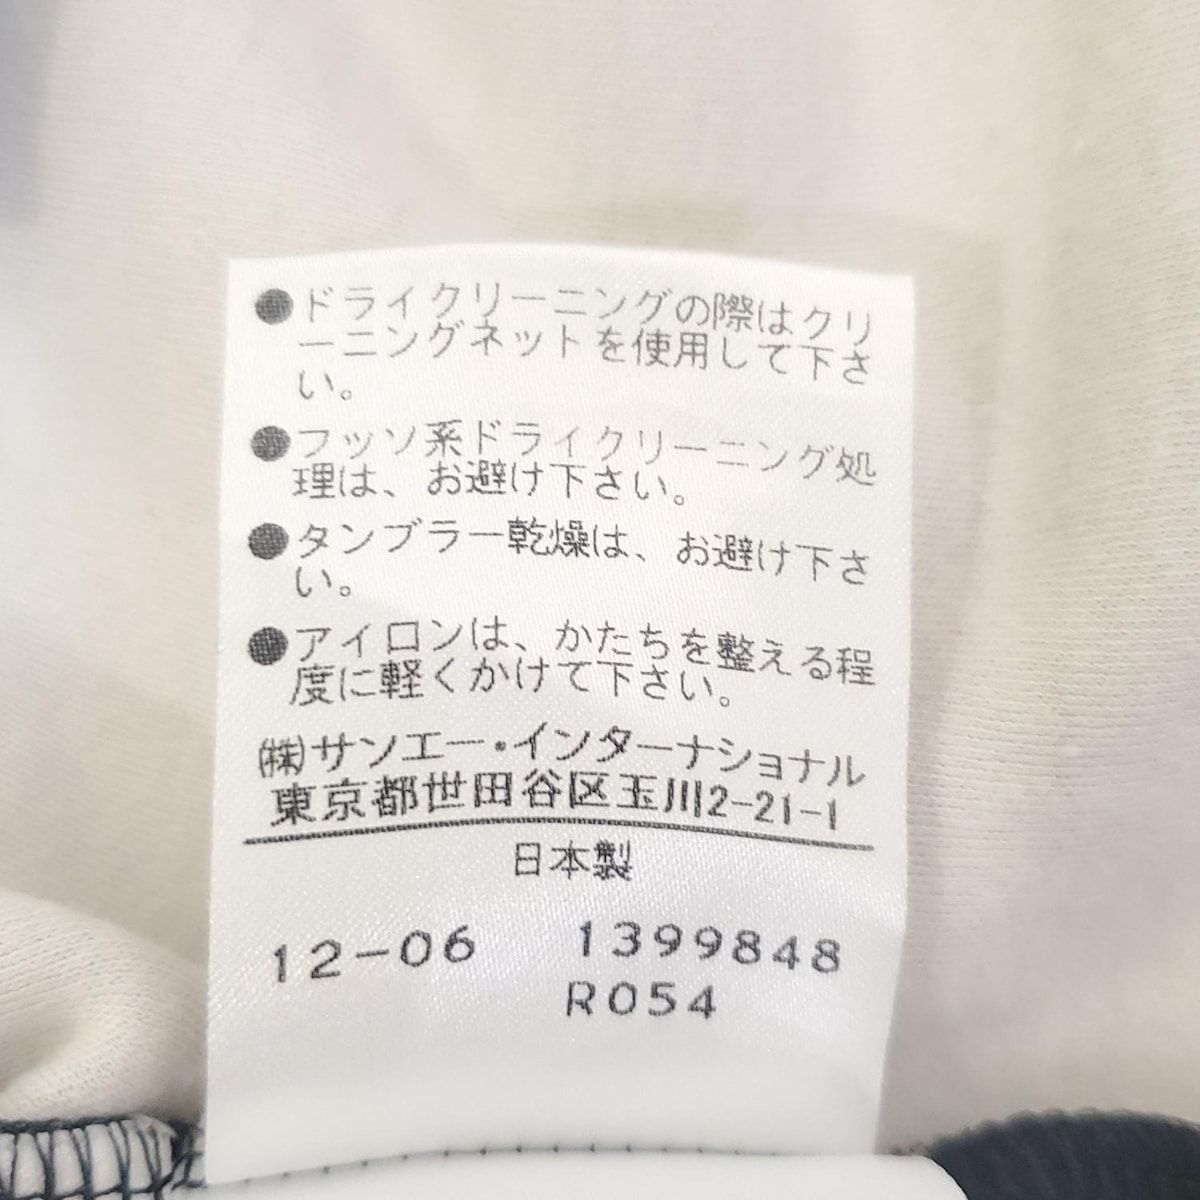 ●ドライクリーニングの際はクリ
ーニングネットを使用して下さ
い。
●フッソ系ドライクリーニング処
理は、お避け下さい。
●タンブラー乾燥は、お避け下さ
い。
●アイロンは、かたちを整える程
度に軽くかけて下さい。
(株)サンエー・インターナショナル
東京都世田谷区玉川2-21-1
日本製
12-06 1399848
R054